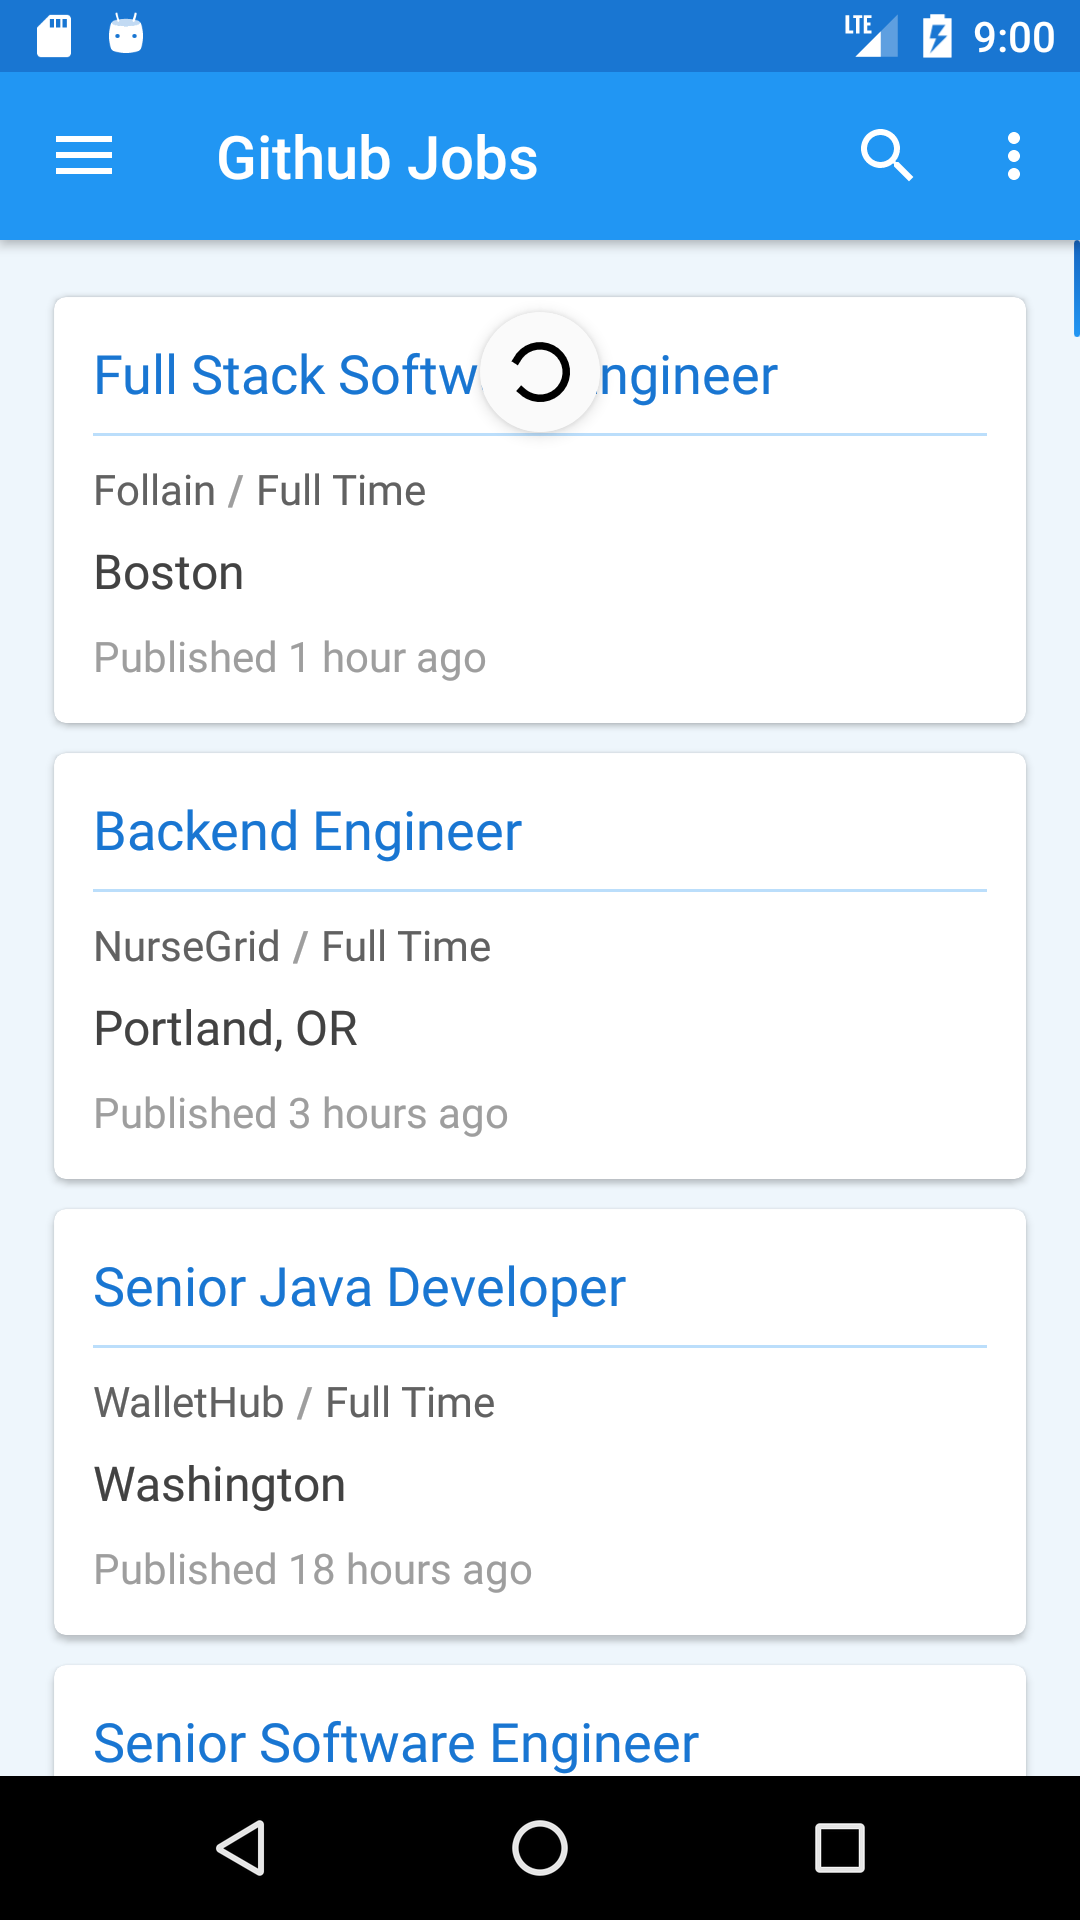 LTE 9:00
Github Jobs
Full Stack Softw ngineer
Follain / Full Time
Boston
Published 1 hour ago
Backend Engineer
NurseGrid / Full Time
Portland, OR
Published 3 hours ago
Senior Java Developer
WalletHub / Full Time
Washington
Published 18 hours ago
Senior Software Engineer